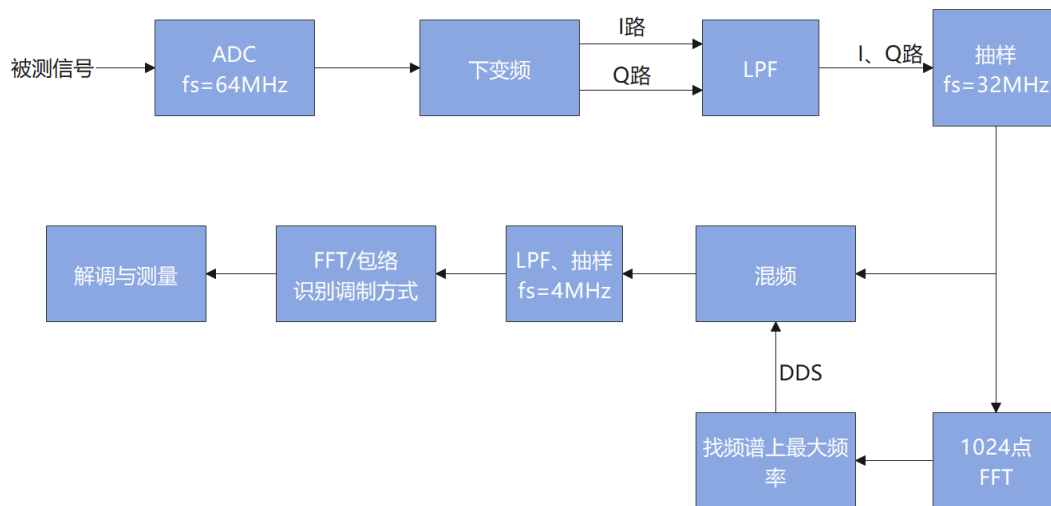 被测信号
ADC
fs=64MHz
下变频
I路
Q路
LPF
I、Q路
抽样
fs=32MHz
解调与测量
FFT/包络
识别调制方式
LPF、抽样
fs=4MHz
混频
DDS
找频谱上最大频
率
1024点
FFT